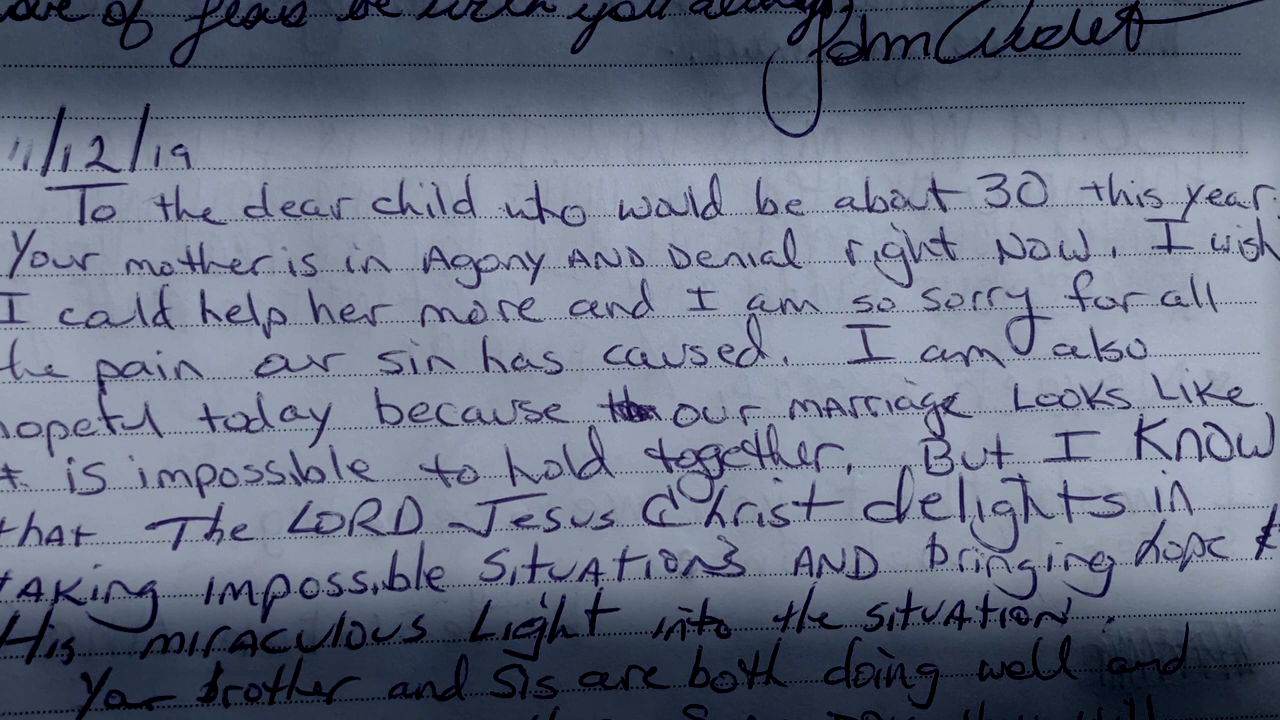 of fear be with you always John
11/12/19
To the dear child who would be about 30 this year.
Your mother is in Agony AND Denial right Now. I wish
I could help her more and I am so sorry for all
the pain our sin has caused. I am also
hopeful today because our marriage Looks Like
it is impossible to hold together. But I Know
that The LORD Jesus Christ delights in
taking impossible situations AND bringing hope &
His miraculous Light into the situation.
Your brother and sis are both doing well and